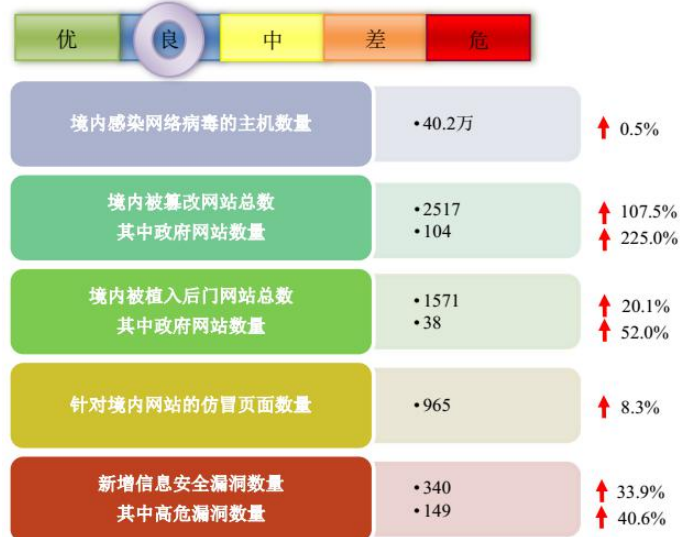 优 良 中 差 危
境内感染网络病毒的主机数量 •40.2万 0.5%
境内被篡改网站总数 •2517 107.5%
其中政府网站数量 •104 225.0%
境内被植入后门网站总数 •1571 20.1%
其中政府网站数量 •38 52.0%
针对境内网站的仿冒页面数量 •965 8.3%
新增信息安全漏洞数量 •340 33.9%
其中高危漏洞数量 •149 40.6%